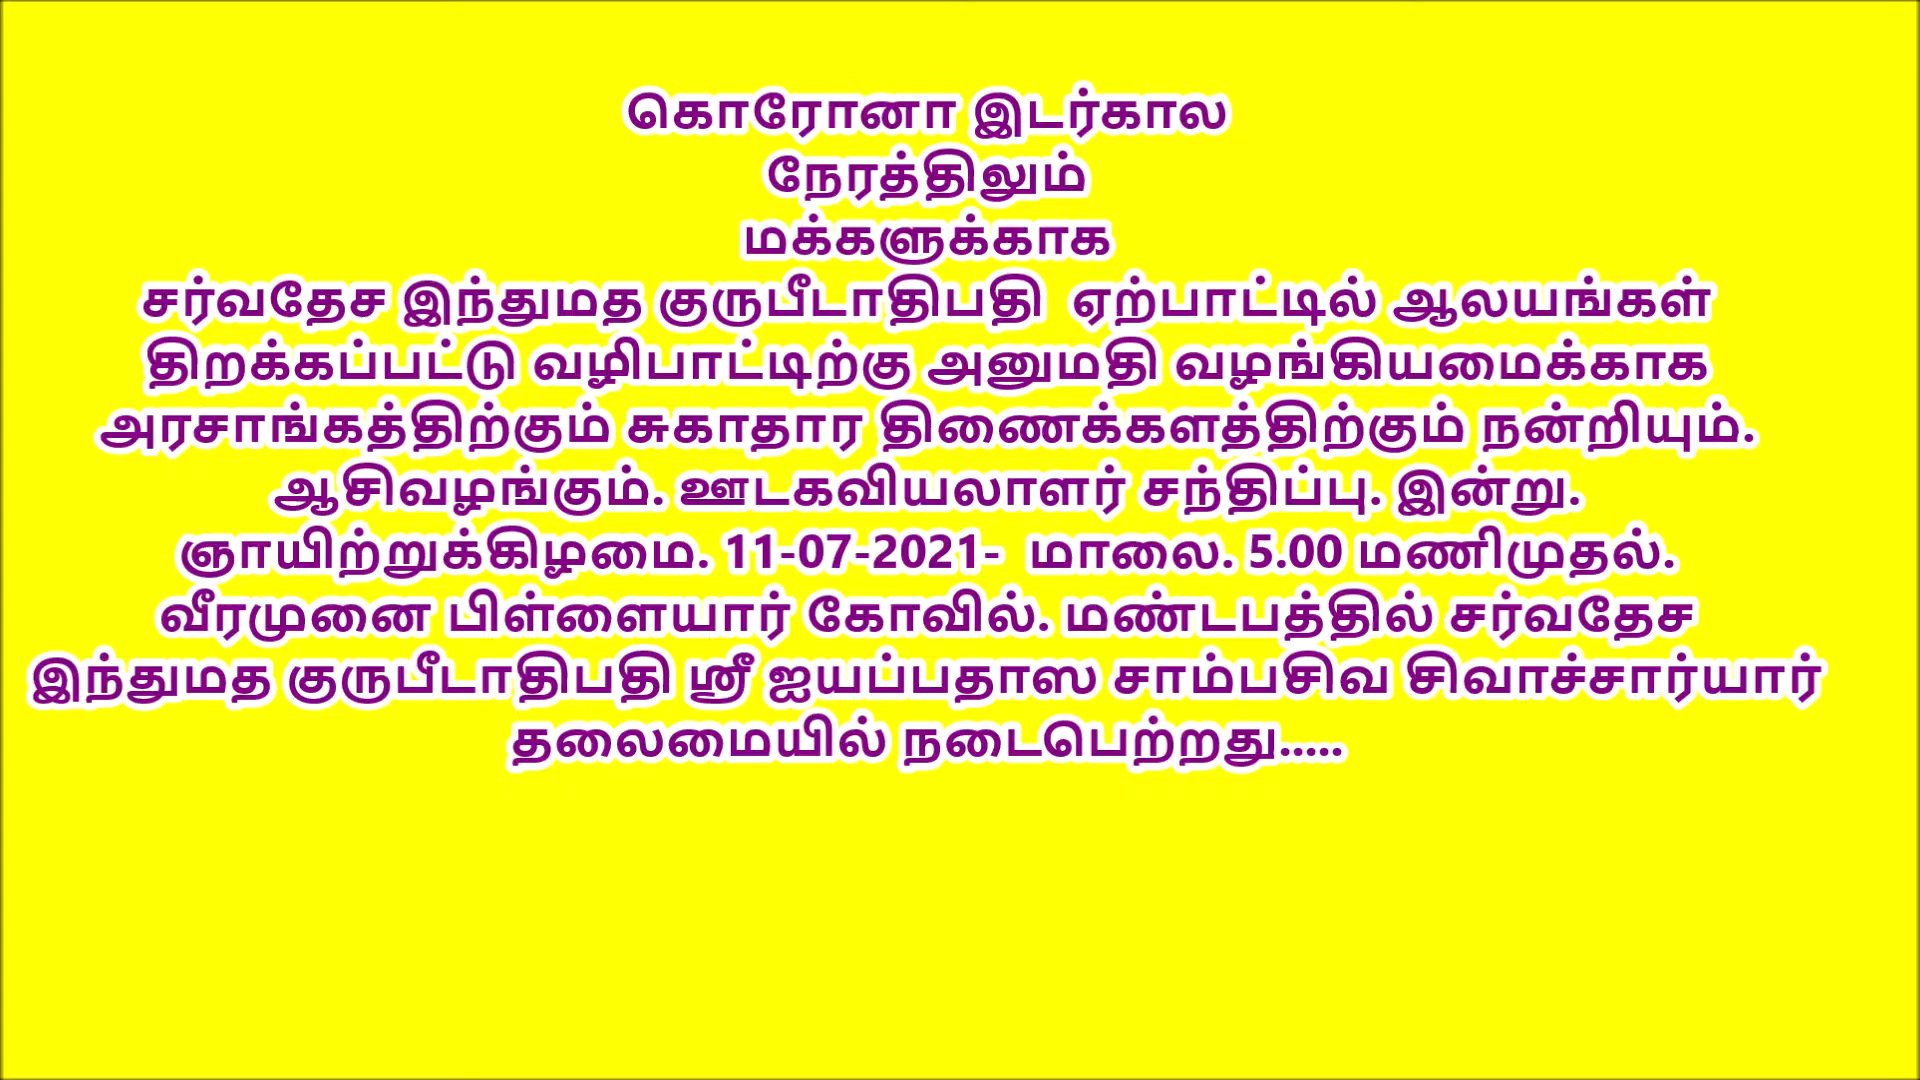 கொரோனா இடர்கால
நேரத்திலும்
மக்களுக்காக
சர்வதேச இந்துமத குருபீடாதிபதி  ஏற்பாட்டில் ஆலயங்கள்
திறக்கப்பட்டு வழிபாட்டிற்கு அனுமதி வழங்கியமைக்காக
அரசாங்கத்திற்கும் சுகாதார திணைக்களத்திற்கும் நன்றியும்.
ஆசிவழங்கும். ஊடகவியலாளர் சந்திப்பு. இன்று.
ஞாயிற்றுக்கிழமை. 11-07-2021-  மாலை. 5.00 மணிமுதல்.
வீரமுனை பிள்ளையார் கோவில். மண்டபத்தில் சர்வதேச
இந்துமத குருபீடாதிபதி ஸ்ரீ ஐயப்பதாஸ சாம்பசிவ சிவாச்சார்யார்
தலைமையில் நடைபெற்றது.....